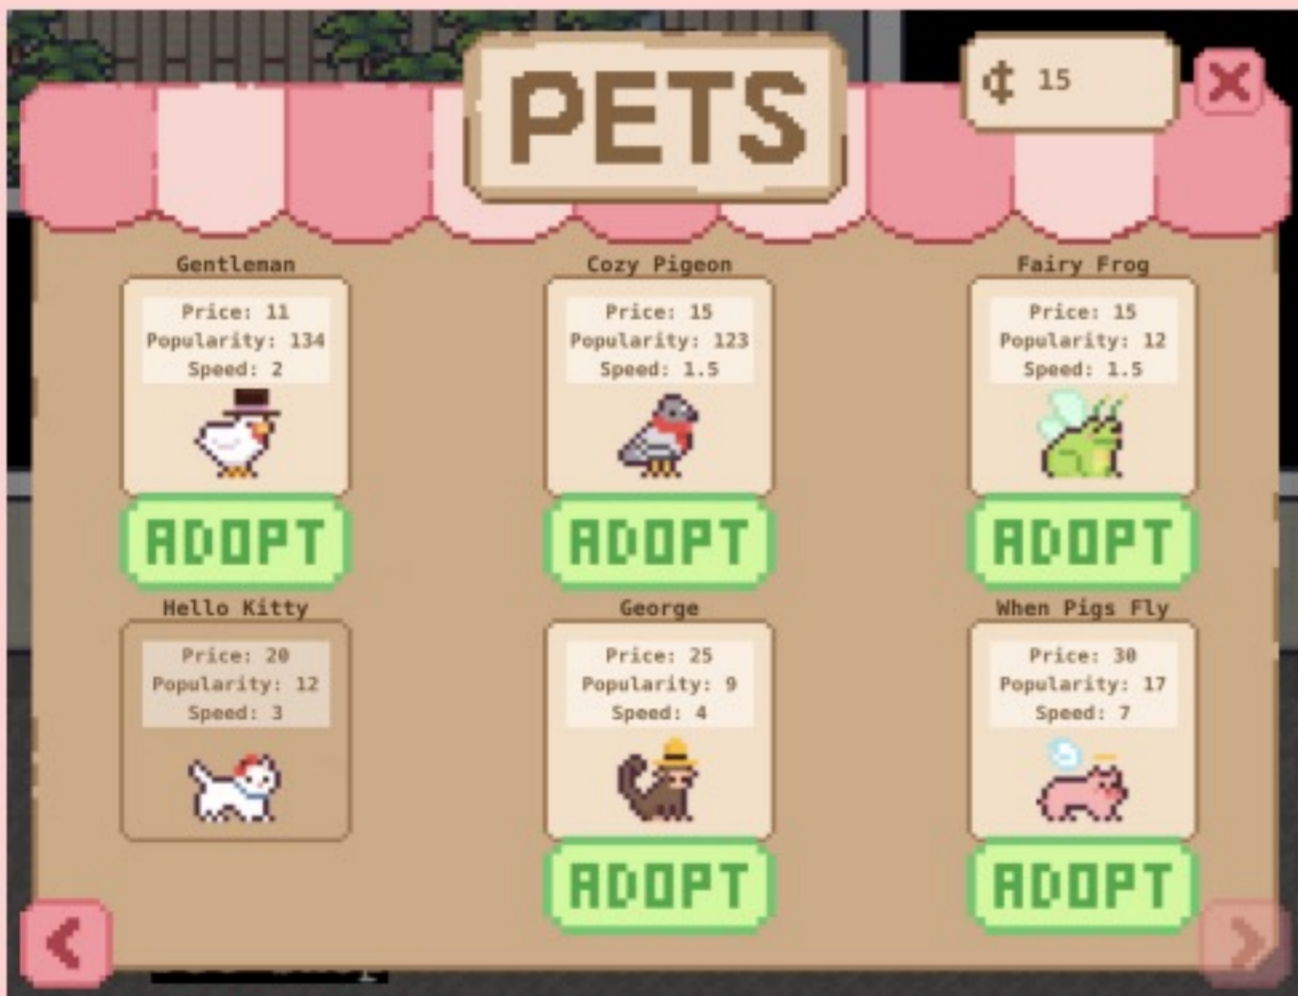 PETS
¢ 15
Gentleman
Price: 11
Popularity: 134
Speed: 2
ADOPT
Cozy Pigeon
Price: 15
Popularity: 123
Speed: 1.5
ADOPT
Fairy Frog
Price: 15
Popularity: 12
Speed: 1.5
ADOPT
Hello Kitty
Price: 20
Popularity: 12
Speed: 3
George
Price: 25
Popularity: 9
Speed: 4
ADOPT
When Pigs Fly
Price: 30
Popularity: 17
Speed: 7
ADOPT